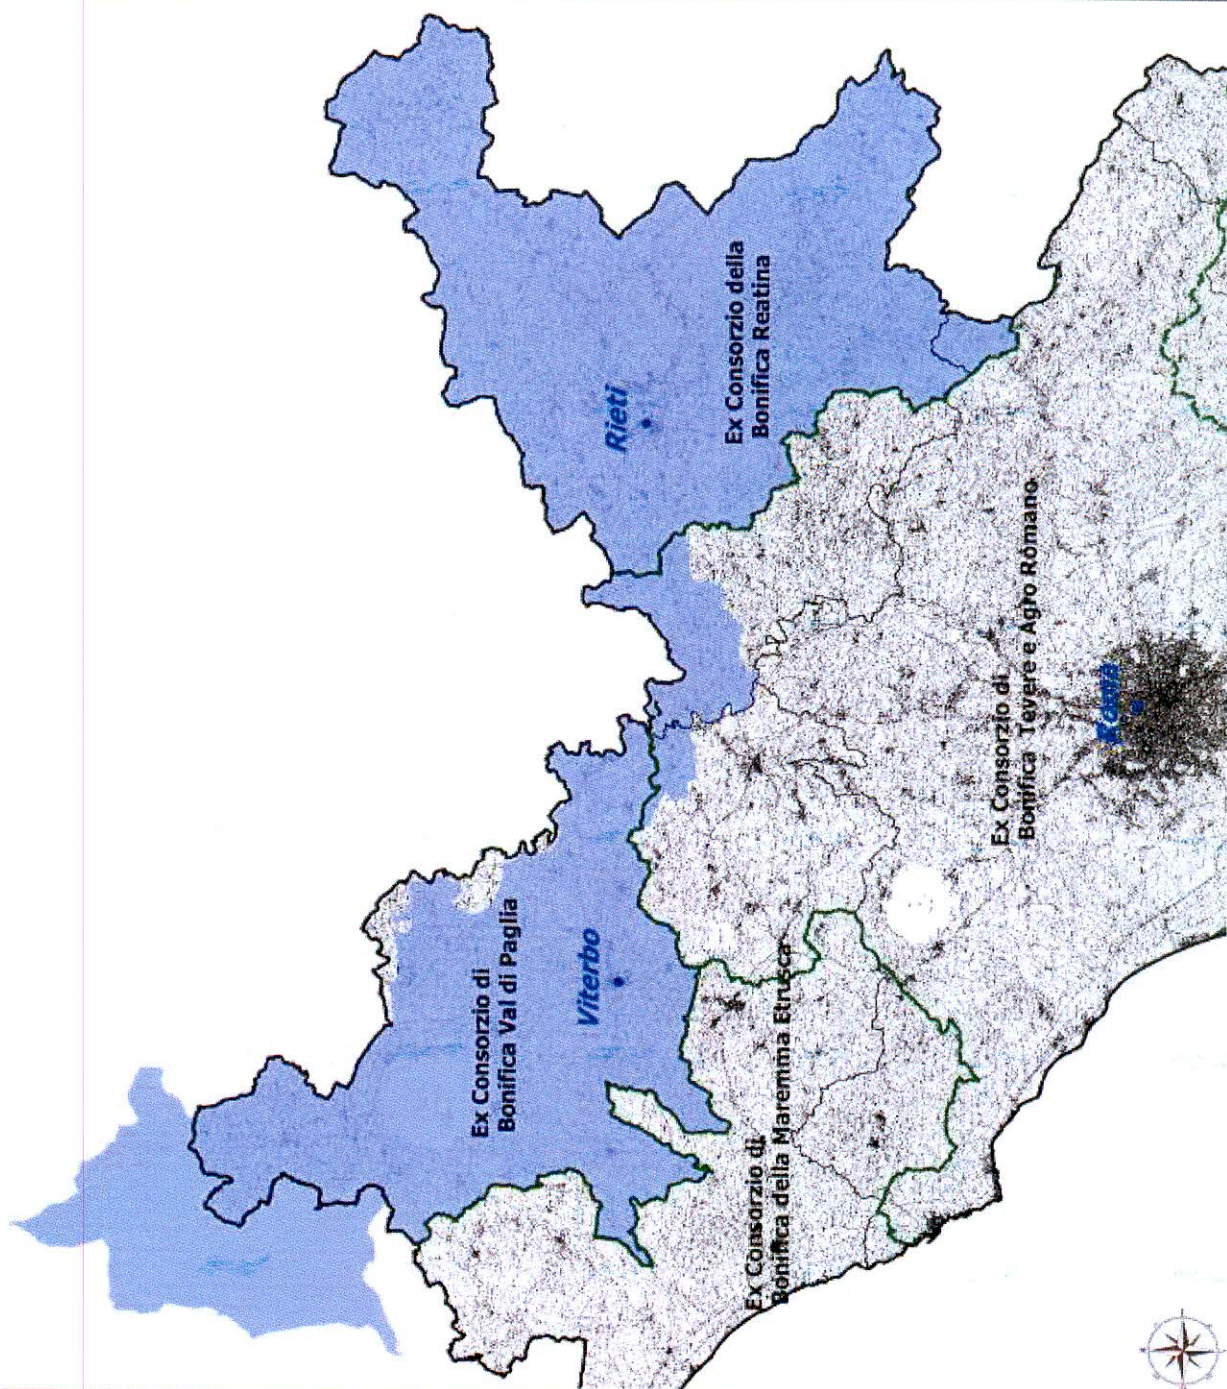 Ex Consorzio di
Bonifica Val di Paglia
Viterbo
Rieti
Ex Consorzio della
Bonifica Reatina
Ex Consorzio di
Bonifica della Maremma Etrusca
Ex Consorzio di
Bonifica Tevere e Agro Romano
Roma